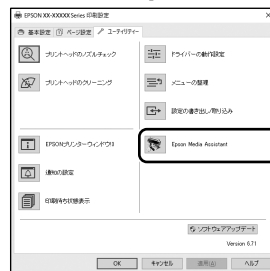 EPSON XX-XXXXX Series 印刷設定
基本設定 ページ設定 ユーティリティー
プリントヘッドのノズルチェック
ドライバーの動作設定
プリントヘッドのクリーニング
メニューの整理
設定の書き出し/取り込み
EPSONプリンターウィンドウ!3
Epson Media Assistant
通知の設定
印刷待ち状態表示
ソフトウェアアップデート
Version 6.71
OK キャンセル 適用(A) ヘルプ